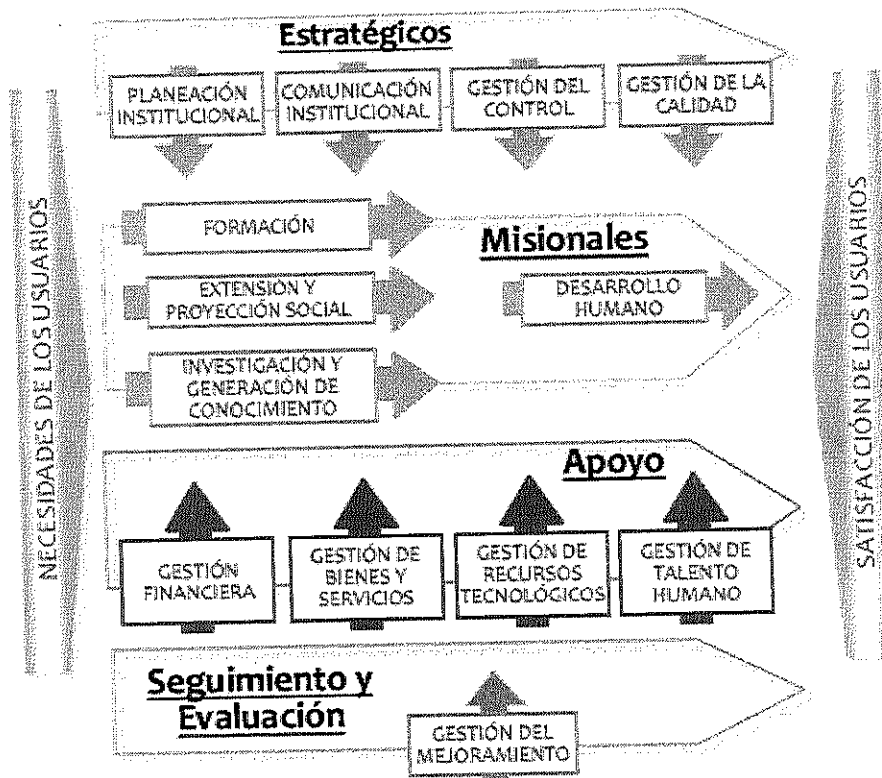 Estratégicos
PLANEACIÓN
INSTITUCIONAL
COMUNICACIÓN
INSTITUCIONAL
GESTIÓN DEL
CONTROL
GESTIÓN DE LA
CALIDAD
NECESIDADES DE LOS USUARIOS
FORMACIÓN
EXTENSIÓN Y
PROYECCIÓN SOCIAL
INVESTIGACIÓN Y
GENERACIÓN DE
CONOCIMIENTO
Misionales
DESARROLLO
HUMANO
SATISFACCIÓN DE LOS USUARIOS
Apoyo
GESTIÓN
FINANCIERA
GESTIÓN DE
BIENES Y
SERVICIOS
GESTIÓN DE
RECURSOS
TECNOLÓGICOS
GESTIÓN DE
TALENTO
HUMANO
Seguimiento y
Evaluación
GESTIÓN DEL
MEJORAMIENTO